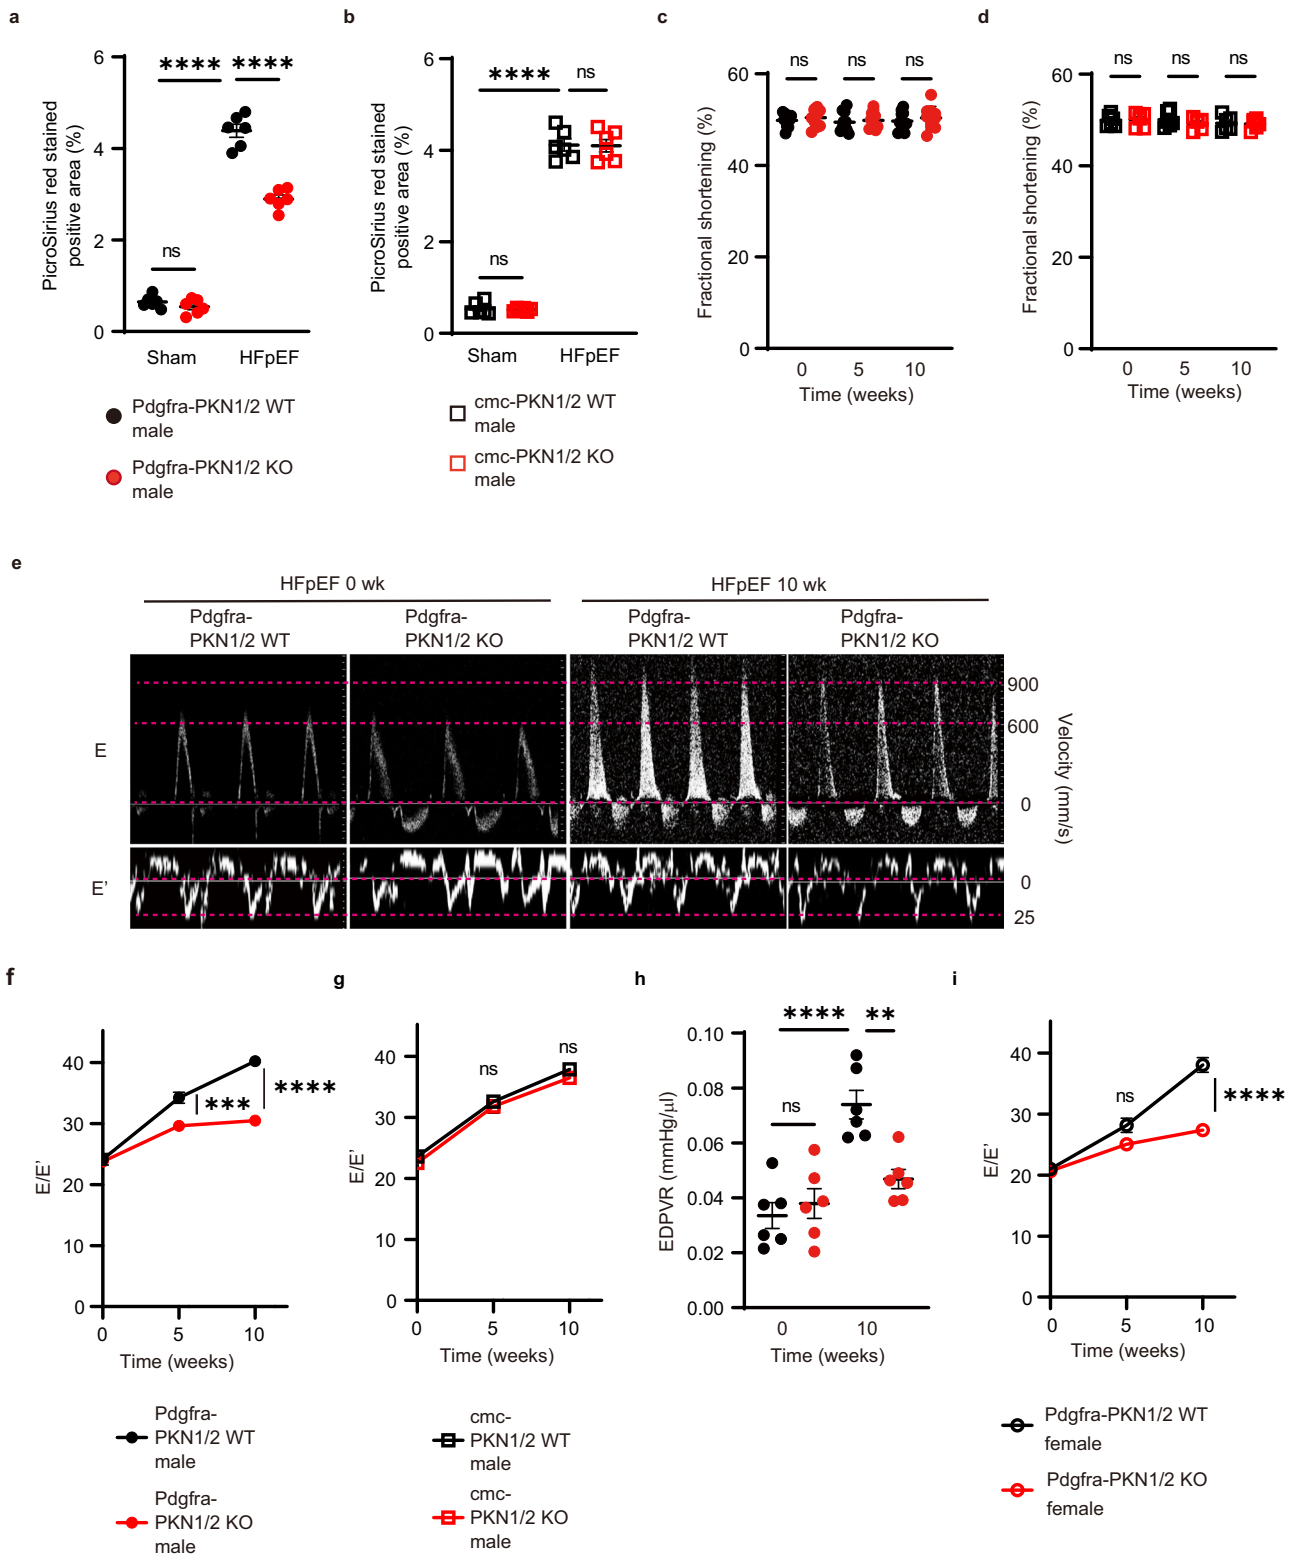 a
b
c
d
PicroSirius red stained
positive area (%)
6
4
2
0
****
****
ns
Sham
HFpEF
Pdgfra-PKN1/2 WT
male
Pdgfra-PKN1/2 KO
male
PicroSirius red stained
positive area (%)
6
4
2
0
****
ns
ns
Sham
HFpEF
cmc-PKN1/2 WT
male
cmc-PKN1/2 KO
male
Fractional shortening (%)
60
40
20
0
ns
ns
ns
0
5
10
Time (weeks)
Fractional shortening (%)
60
40
20
0
ns
ns
ns
0
5
10
Time (weeks)
e
HFpEF 0 wk
HFpEF 10 wk
Pdgfra-
PKN1/2 WT
Pdgfra-
PKN1/2 KO
Pdgfra-
PKN1/2 WT
Pdgfra-
PKN1/2 KO
E
E'
900
600
0
0
25
Velocity (mm/s)
f
g
h
i
E/E'
40
30
20
10
0
***
****
0
5
10
Time (weeks)
Pdgfra-
PKN1/2 WT
male
Pdgfra-
PKN1/2 KO
male
E/E'
40
30
20
10
0
ns
ns
0
5
10
Time (weeks)
cmc-
PKN1/2 WT
male
cmc-
PKN1/2 KO
male
EDPVR (mmHg/µl)
0.10
0.08
0.06
0.04
0.02
0.00
****
**
ns
0
10
Time (weeks)
E/E'
40
30
20
10
0
ns
****
0
5
10
Time (weeks)
Pdgfra-PKN1/2 WT
female
Pdgfra-PKN1/2 KO
female